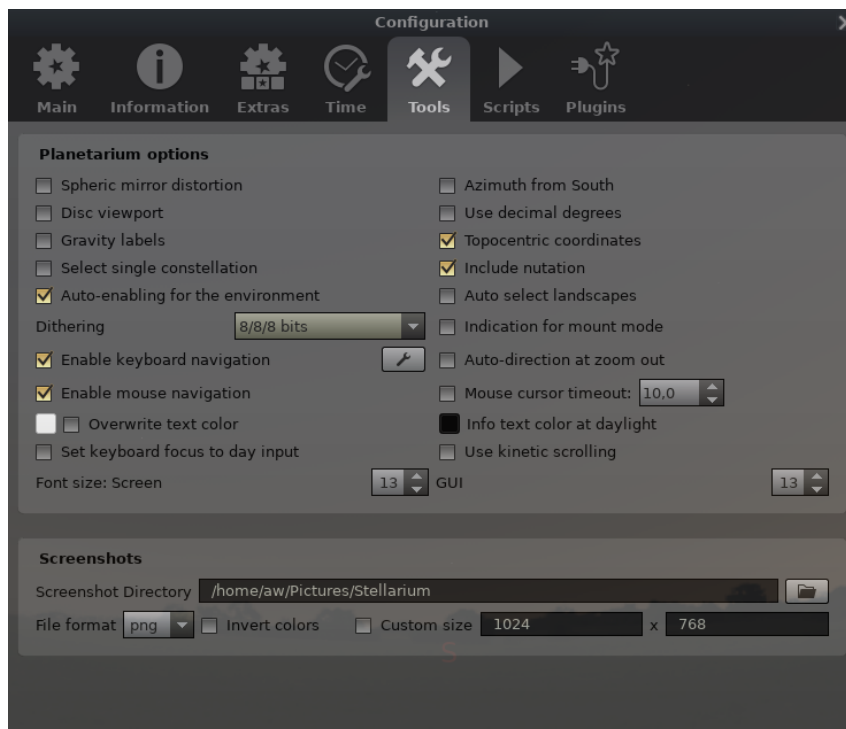 Configuration
Main Information Extras Time Tools Scripts Plugins
Planetarium options
Spheric mirror distortion
Azimuth from South
Disc viewport
Use decimal degrees
Gravity labels
Topocentric coordinates
Select single constellation
Include nutation
Auto-enabling for the environment
Auto select landscapes
Dithering 8/8/8 bits
Indication for mount mode
Enable keyboard navigation
Auto-direction at zoom out
Enable mouse navigation
Mouse cursor timeout: 10,0
Overwrite text color
Info text color at daylight
Set keyboard focus to day input
Use kinetic scrolling
Font size: Screen 13 GUI 13
Screenshots
Screenshot Directory /home/aw/Pictures/Stellarium
File format png Invert colors Custom size 1024 x 768
S